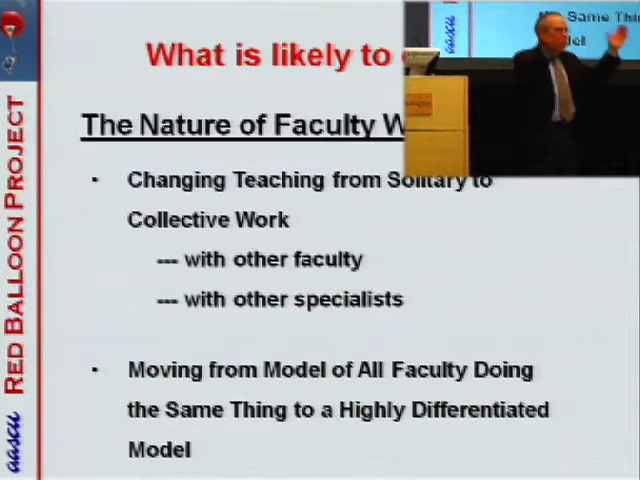 What is likely to
The Nature of Faculty W
• Changing Teaching from Solitary to
Collective Work
--- with other faculty
--- with other specialists
• Moving from Model of All Faculty Doing
the Same Thing to a Highly Differentiated
Model
RED BALLOON PROJECT
aascu
Same Thin